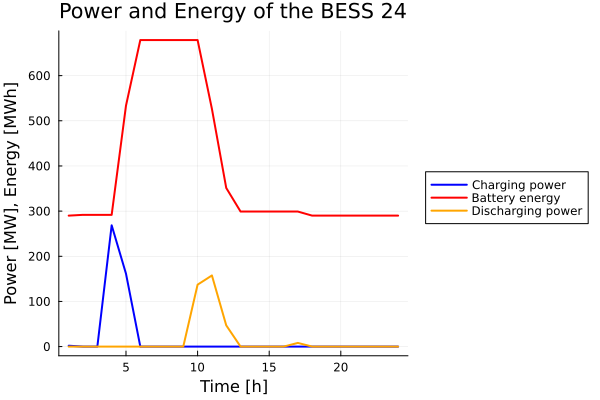 Power and Energy of the BESS 24
Power [MW], Energy [MWh]
600
500
400
300
200
100
0
5
10
15
20
Time [h]
Charging power
Battery energy
Discharging power